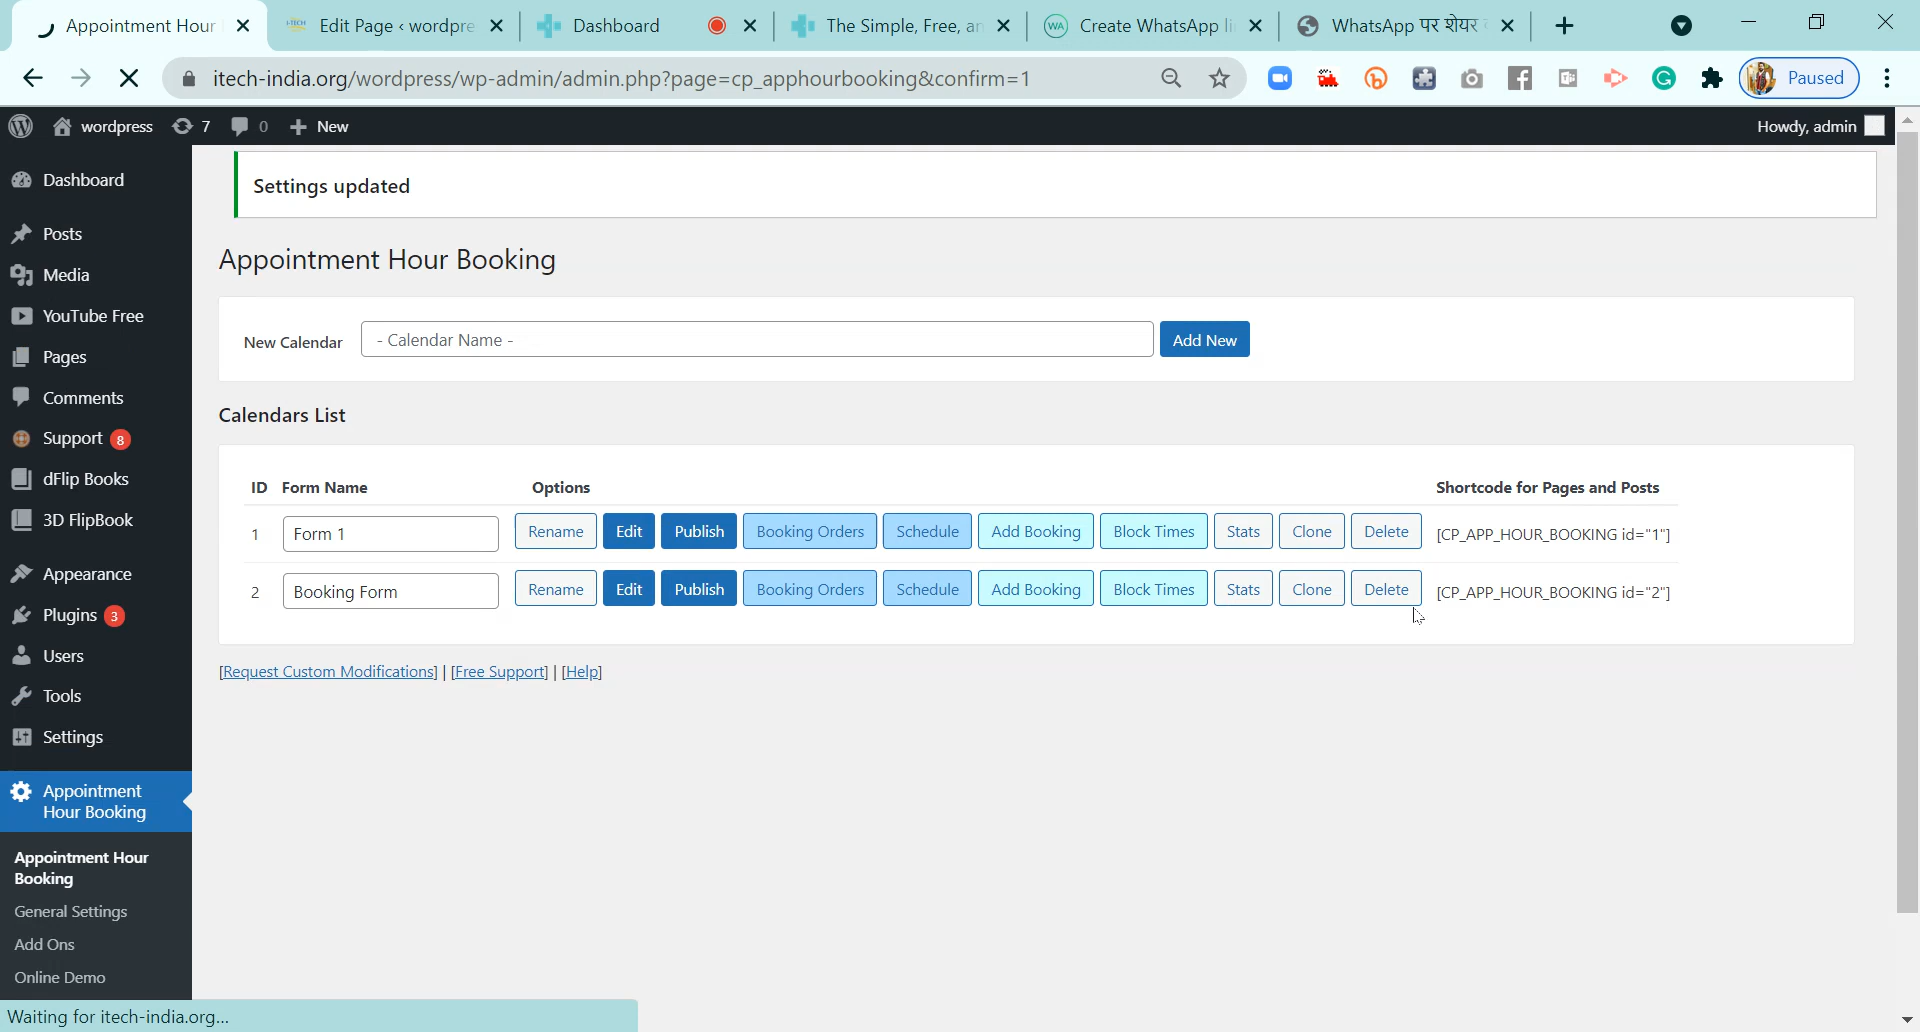 Appointment Hour
Edit Page ‹ wordpre
Dashboard
The Simple, Free, an
WA
Create WhatsApp li
WhatsApp पर शेयर
itech-india.org/wordpress/wp-admin/admin.php?page=cp_apphourbooking&confirm=1
Paused
wordpress
7
0
New
Howdy, admin
Dashboard
Posts
Media
YouTube Free
Pages
Comments
Support 8
dFlip Books
3D FlipBook
Appearance
Plugins 3
Users
Tools
Settings
Appointment
Hour Booking
Appointment Hour
Booking
General Settings
Add Ons
Online Demo
Settings updated
Appointment Hour Booking
New Calendar
- Calendar Name -
Add New
Calendars List
ID Form Name Options Shortcode for Pages and Posts
1 Form 1 Rename Edit Publish Booking Orders Schedule Add Booking Block Times Stats Clone Delete [CP_APP_HOUR_BOOKING id="1"]
2 Booking Form Rename Edit Publish Booking Orders Schedule Add Booking Block Times Stats Clone Delete [CP_APP_HOUR_BOOKING id="2"]
[Request Custom Modifications] | [Free Support] | [Help]
Waiting for itech-india.org...